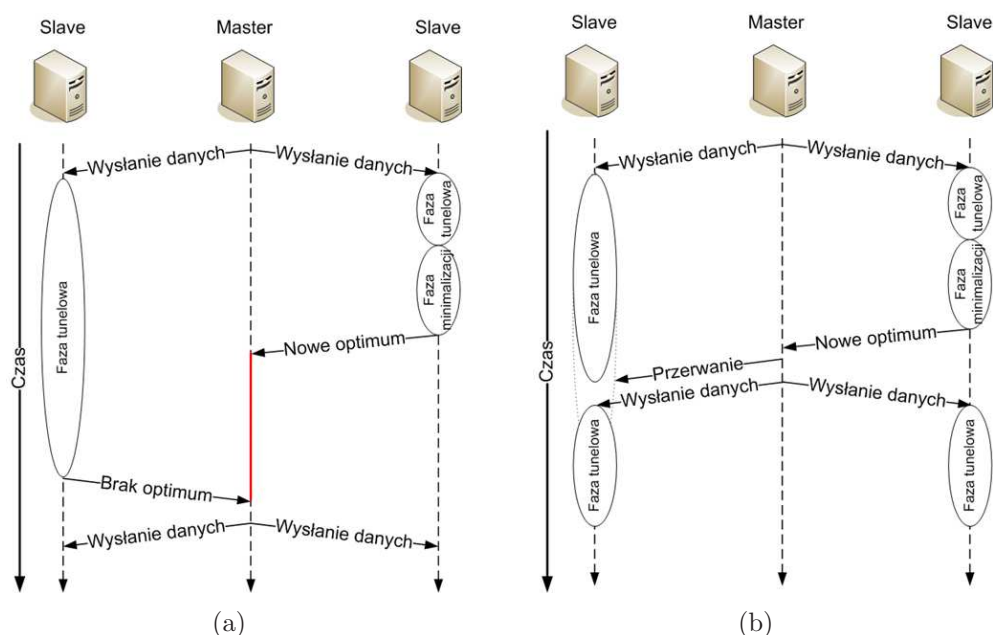 Slave
Master
Slave
Wysłanie danych
Wysłanie danych
Faza tunelowa
Faza tunelowa
Faza minimalizacji
Nowe optimum
Czas
Brak optimum
Wysłanie danych
Wysłanie danych
(a)
Slave
Master
Slave
Wysłanie danych
Wysłanie danych
Faza tunelowa
Faza tunelowa
Faza minimalizacji
Nowe optimum
Przerwanie
Czas
Wysłanie danych
Wysłanie danych
Faza tunelowa
Faza tunelowa
(b)